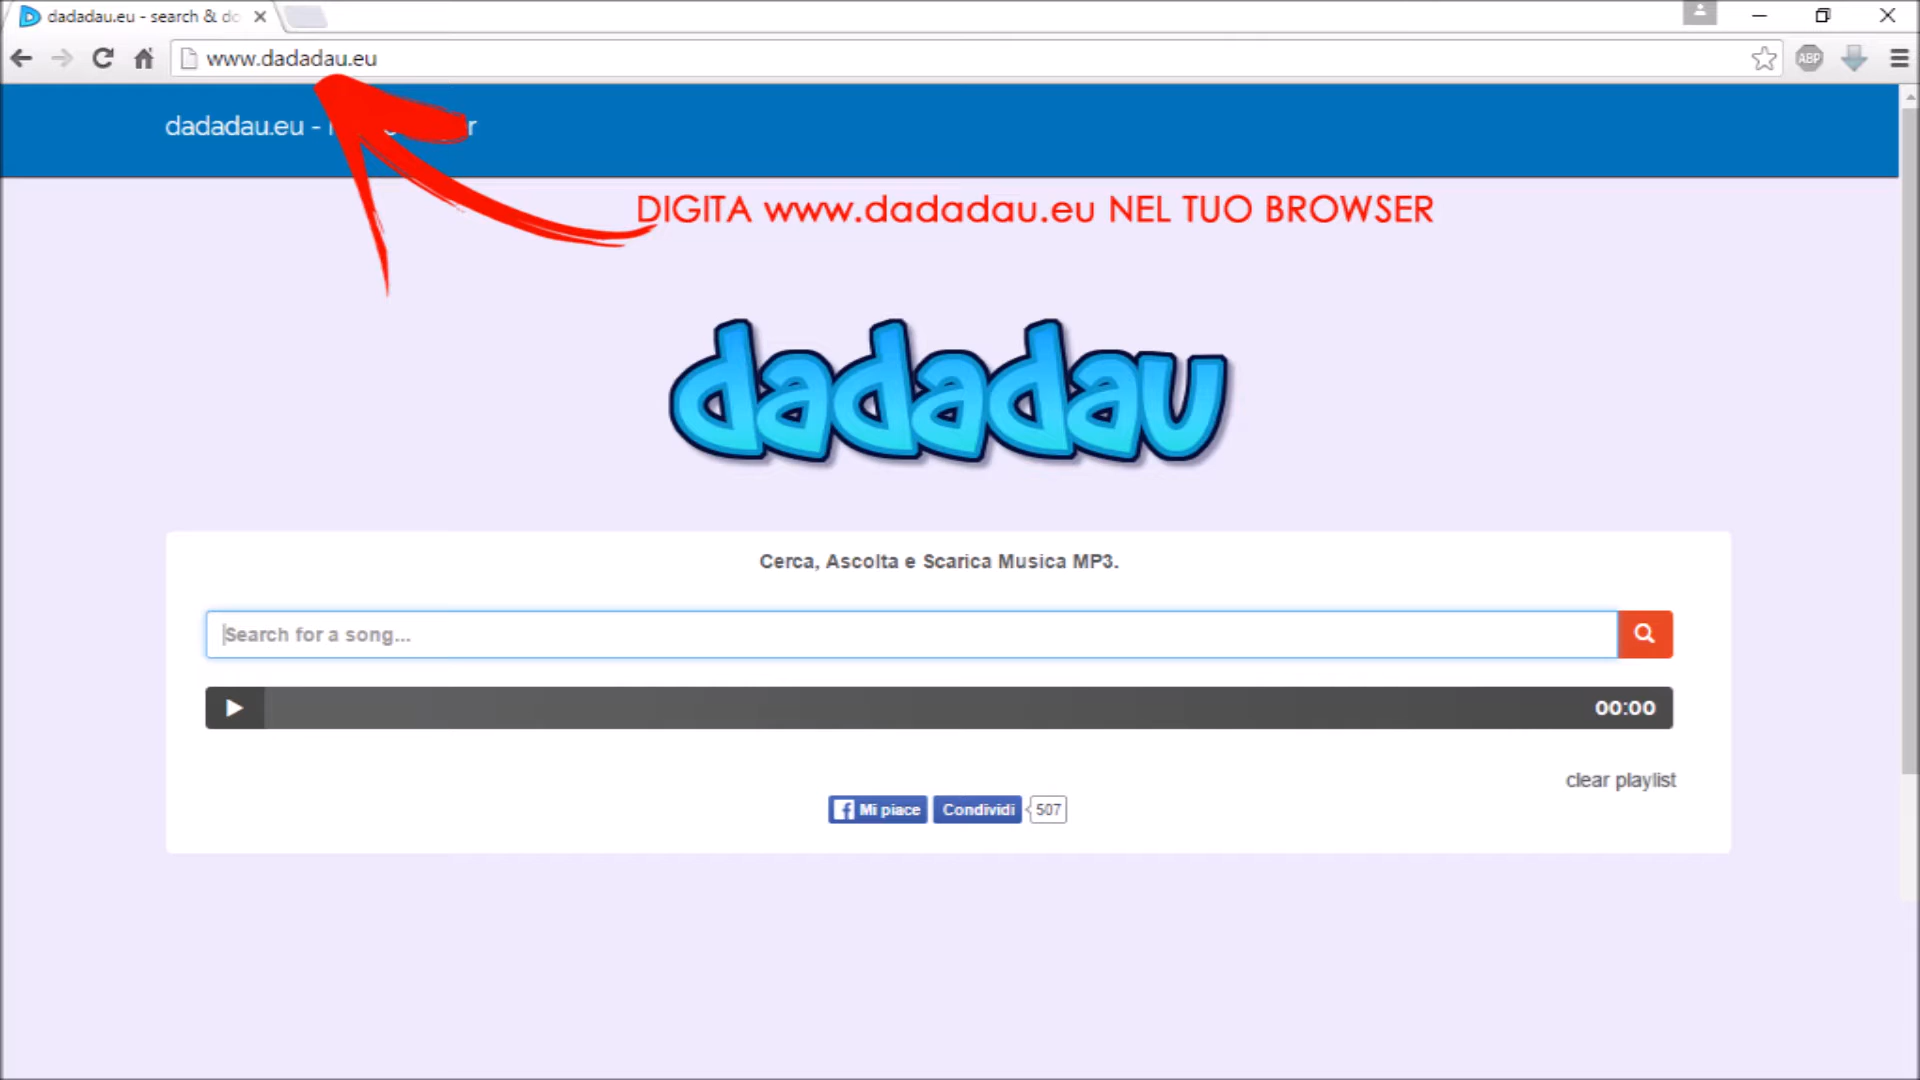 dadadau.eu - search & do
www.dadadau.eu
ABP
dadadau.eu -
DIGITA www.dadadau.eu NEL TUO BROWSER
dadadau
Cerca, Ascolta e Scarica Musica MP3.
Search for a song...
00:00
clear playlist
Mi piace Condividi 507